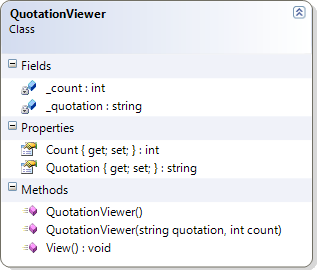 QuotationViewer
Class
Fields
_count : int
_quotation : string
Properties
Count { get; set; } : int
Quotation { get; set; } : string
Methods
QuotationViewer()
QuotationViewer(string quotation, int count)
View() : void